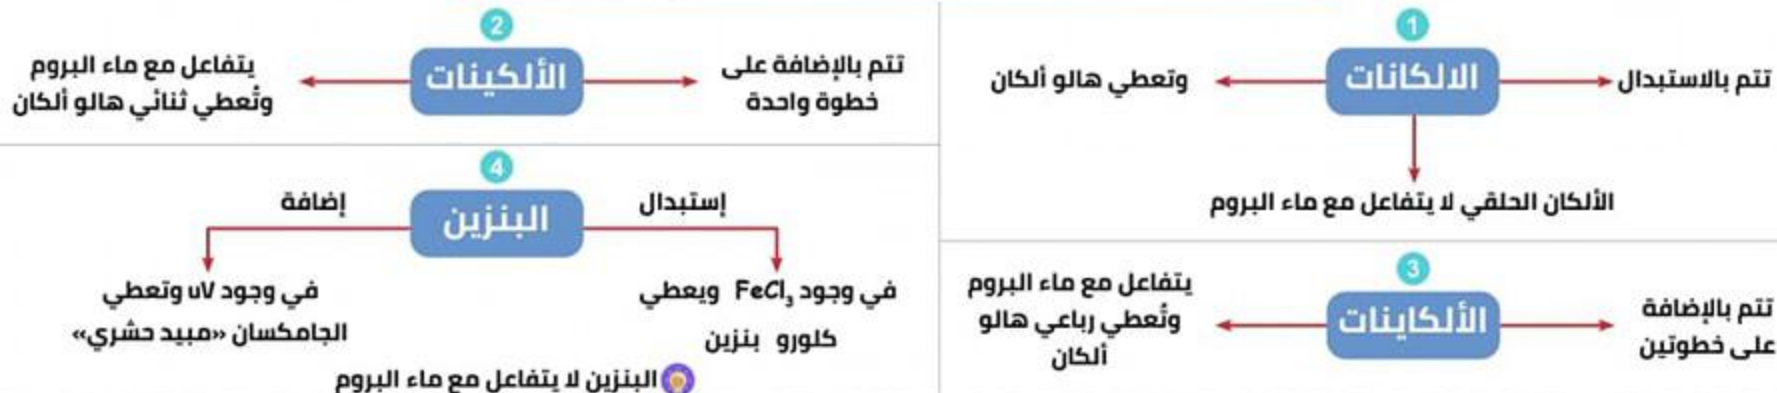 1
الالكانات
تتم بالاستبدال
وتعطي هالو ألكان
الألكان الحلقي لا يتفاعل مع ماء البروم
2
الألكينات
تتم بالإضافة على
خطوة واحدة
يتفاعل مع ماء البروم
وتُعطي ثنائي هالو ألكان
3
الألكاينات
تتم بالإضافة
على خطوتين
يتفاعل مع ماء البروم
وتُعطي رباعي هالو
ألكان
4
البنزين
إستبدال
في وجود FeCl₃ ويعطي
كلورو بنزين
إضافة
في وجود uV وتعطي
الجامكسان «مبيد حشري»
البنزين لا يتفاعل مع ماء البروم